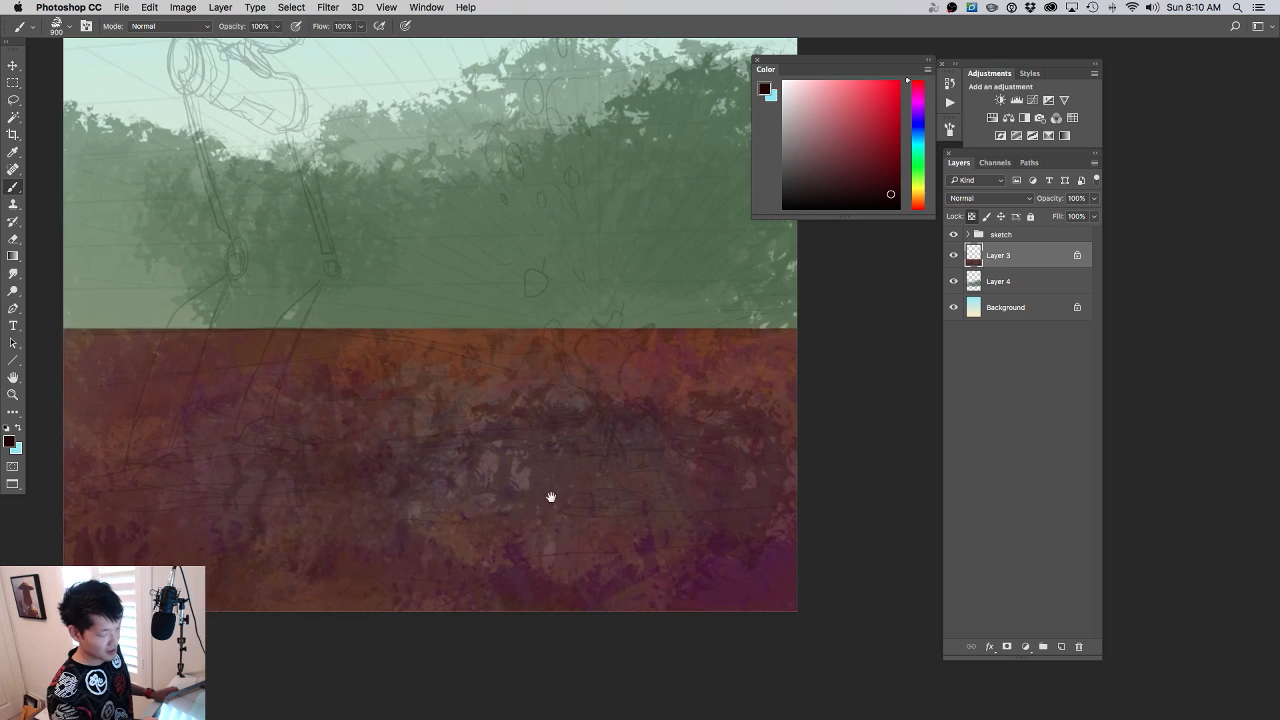 Photoshop CC File Edit Image Layer Type Select Filter 3D View Window Help Sun 8:10 AM
900 Mode: Normal Opacity: 100% Flow: 100%
Color
Adjustments Styles
Add an adjustment
Layers Channels Paths
Kind
Normal Opacity: 100%
Lock: Fill: 100%
sketch
Layer 3
Layer 4
Background
fx